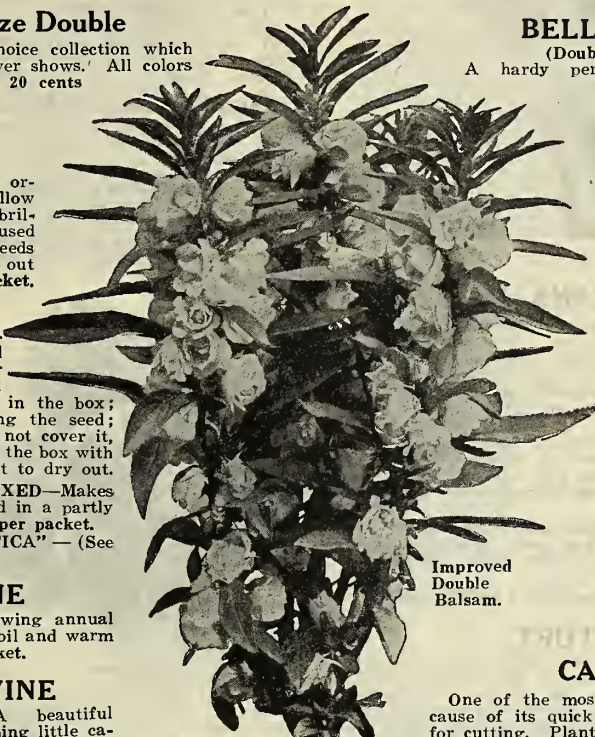 ze Double
hoice collection which
ver shows. All colors
20 cents
or-
llow
bril-
used
eeds
out
ket.
in the box;
ng the seed;
not cover it,
the box with
t to dry out.
IXED—Makes
d in a partly
per packet.
ICA" — (See
NE
wing annual
oil and warm
ket.
VINE
A beautiful
ning little ca-
BELL
(Doub
A hardy per
Improved
Double
Balsam.
CA
One of the mos
cause of its quick
for cutting. Plant